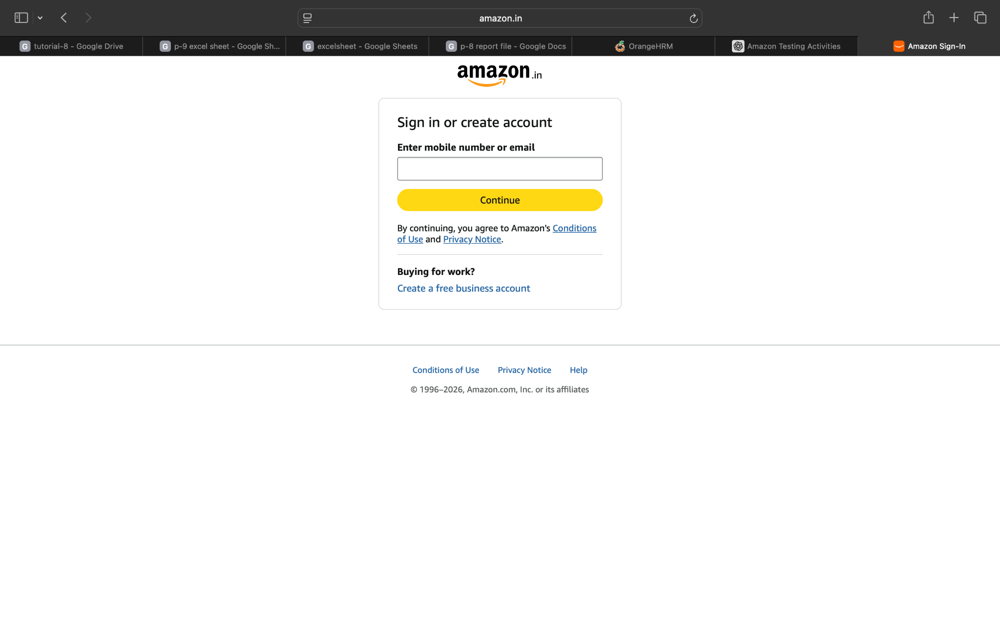 amazon.in
tutorial-8 - Google Drive
p-9 excel sheet - Google Sh...
excelsheet - Google Sheets
p-8 report file - Google Docs
OrangeHRM
Amazon Testing Activities
Amazon Sign-In
amazon.in
Sign in or create account
Enter mobile number or email
Continue
By continuing, you agree to Amazon's Conditions
of Use and Privacy Notice.
Buying for work?
Create a free business account
Conditions of Use
Privacy Notice
Help
© 1996–2026, Amazon.com, Inc. or its affiliates